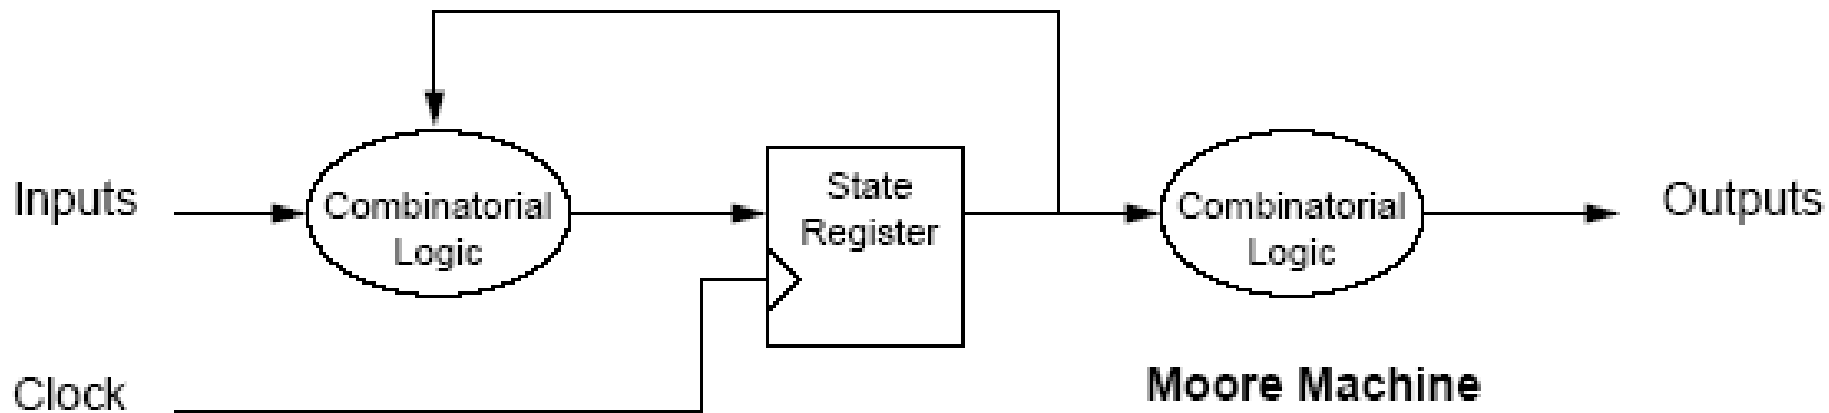 Inputs
Combinatorial
Logic
State
Register
Combinatorial
Logic
Outputs
Clock
Moore Machine